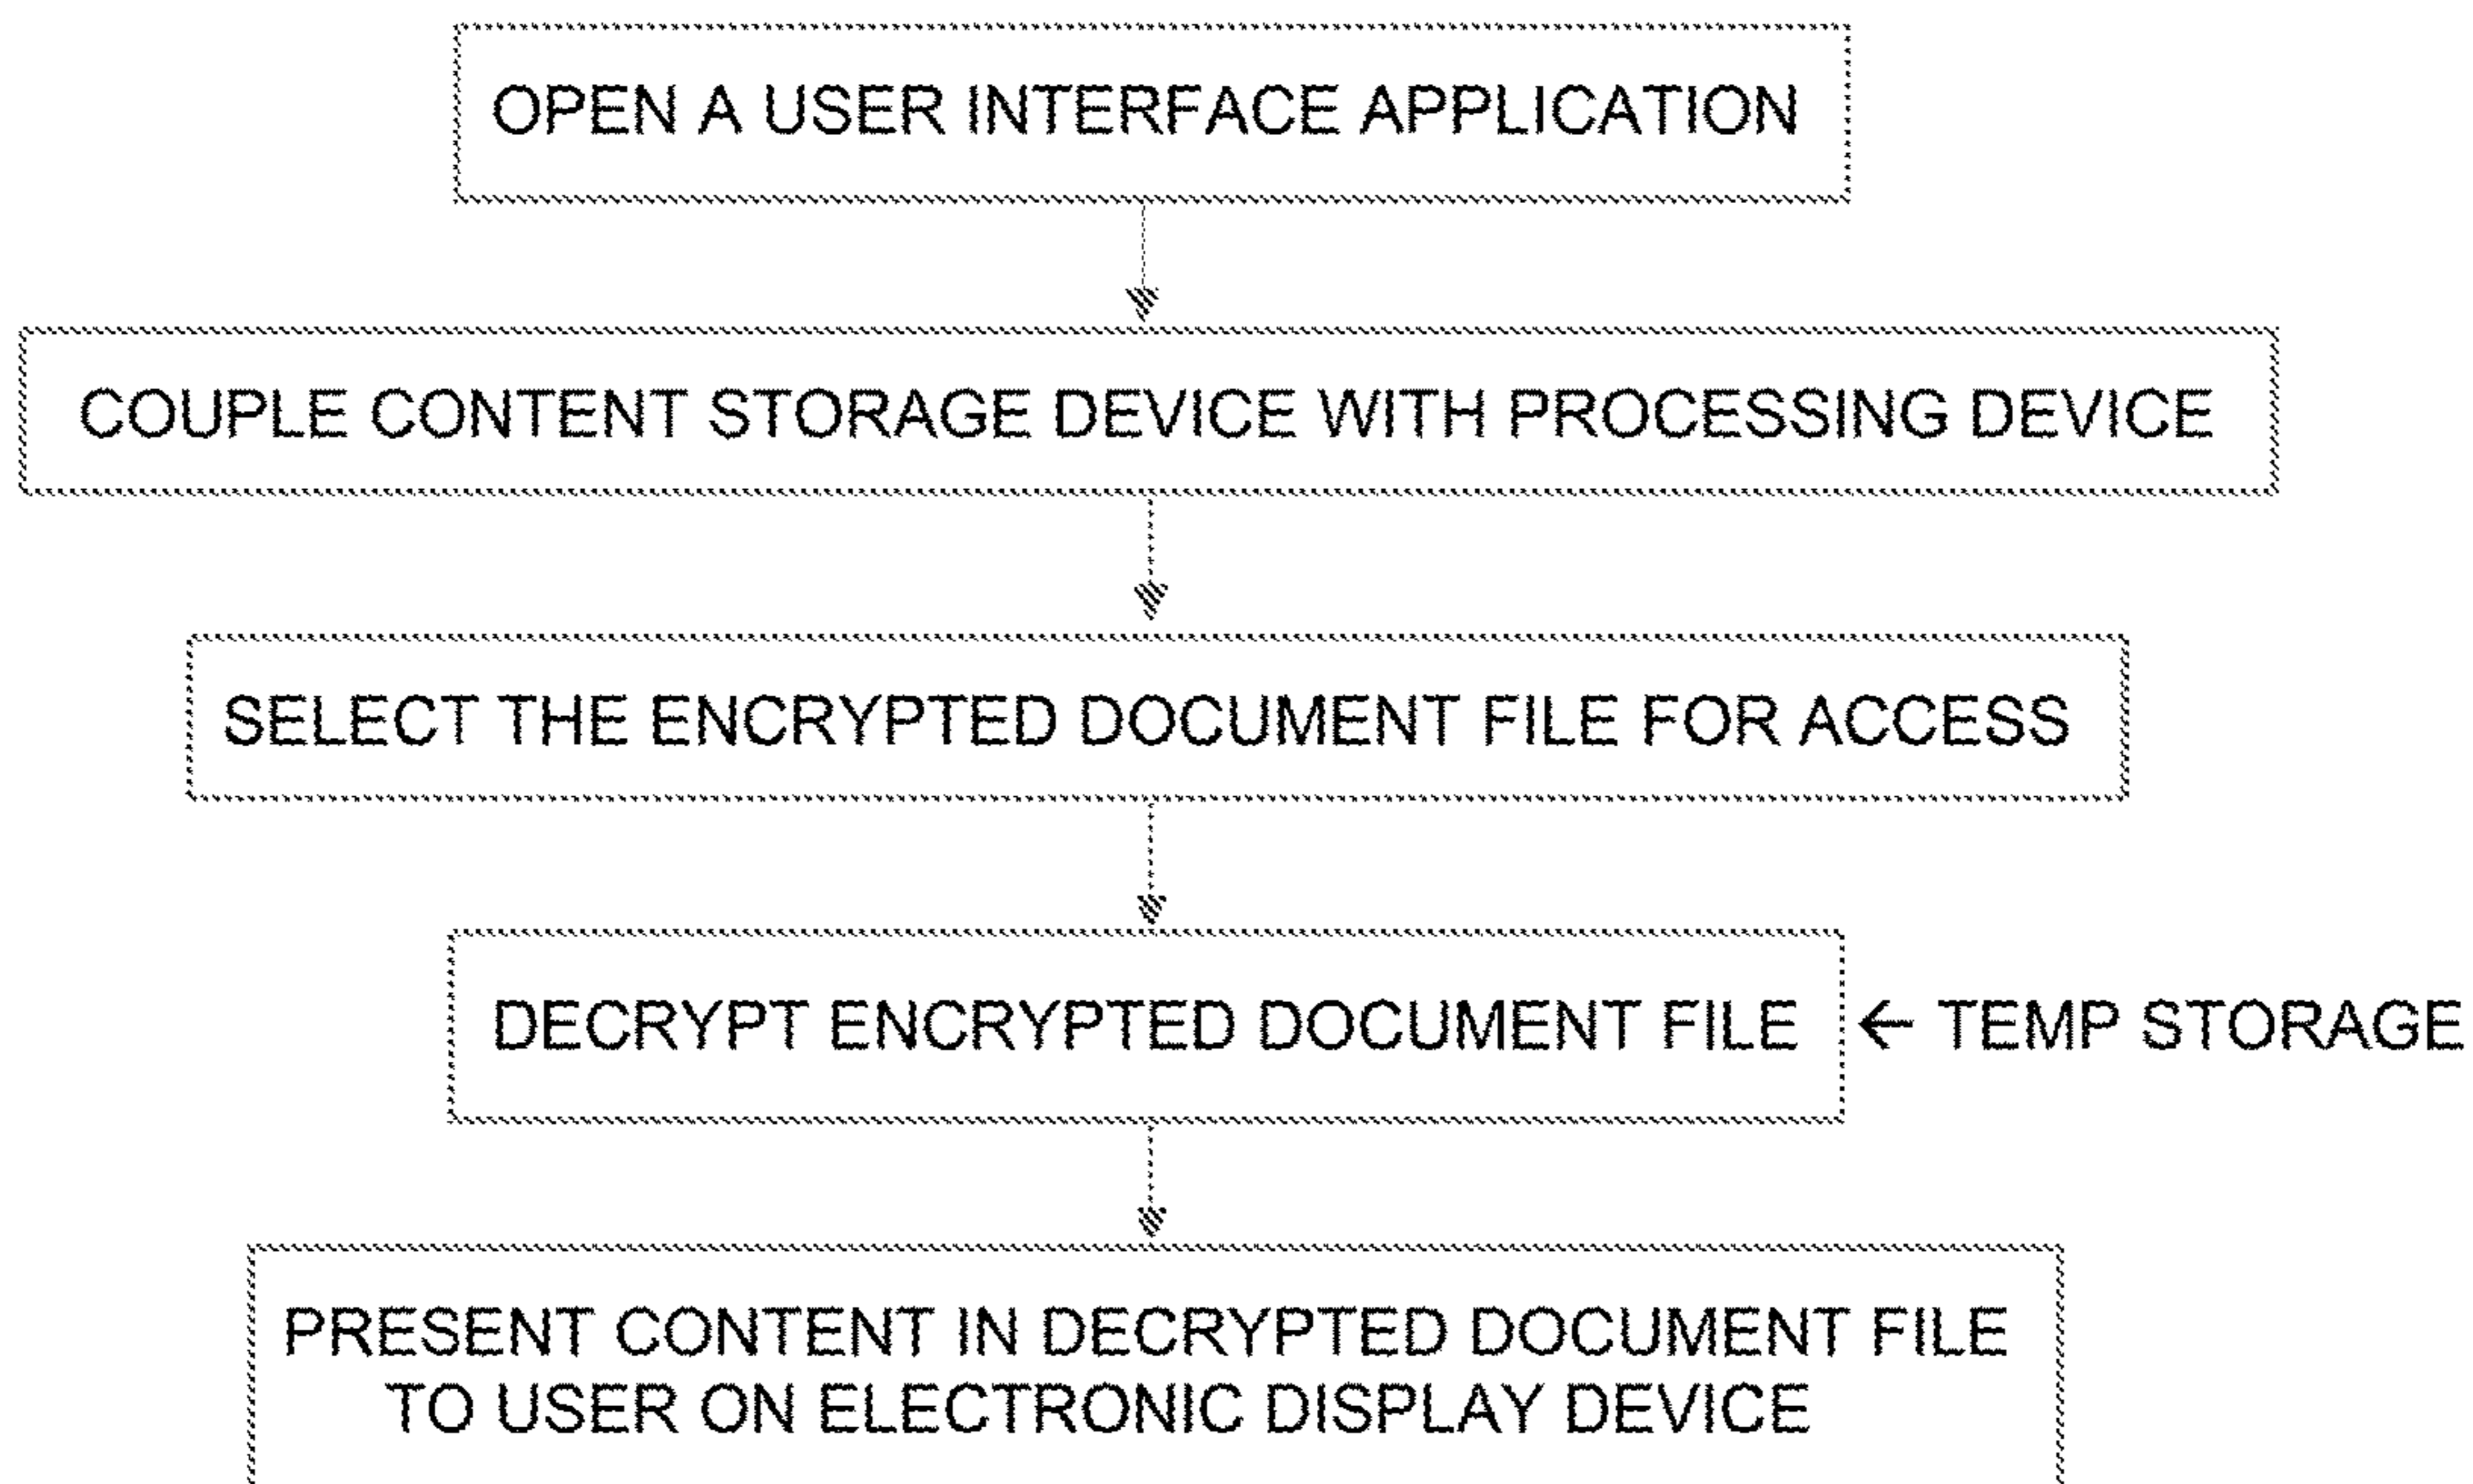 OPEN A USER INTERFACE APPLICATION
COUPLE CONTENT STORAGE DEVICE WITH PROCESSING DEVICE
SELECT THE ENCRYPTED DOCUMENT FILE FOR ACCESS
DECRYPT ENCRYPTED DOCUMENT FILE ← TEMP STORAGE
PRESENT CONTENT IN DECRYPTED DOCUMENT FILE
TO USER ON ELECTRONIC DISPLAY DEVICE